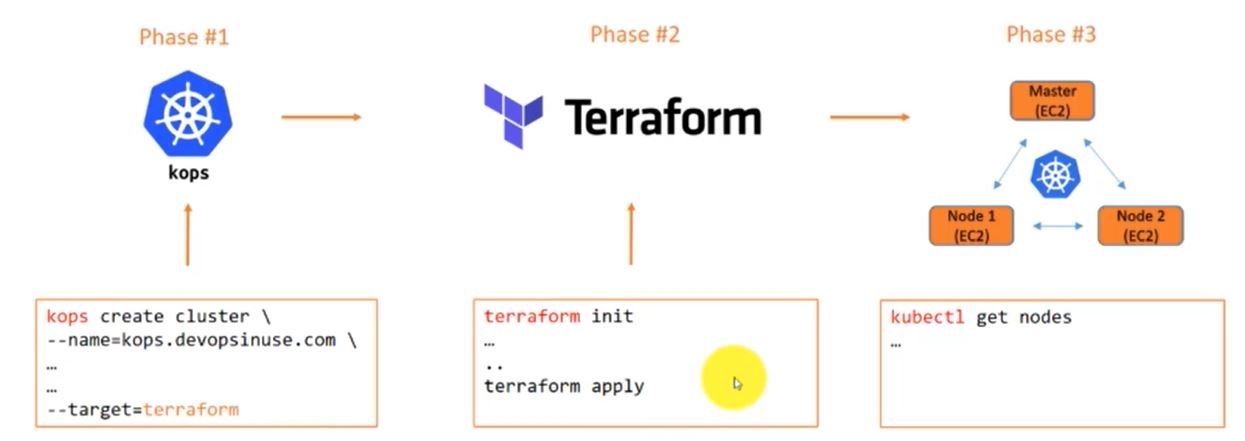 Phase #1
kops
kops create cluster \
--name=kops.devopsinuse.com \
…
…
--target=terraform
Phase #2
Terraform
terraform init
…
..
terraform apply
Phase #3
Master
(EC2)
Node 1
(EC2)
Node 2
(EC2)
kubectl get nodes
…